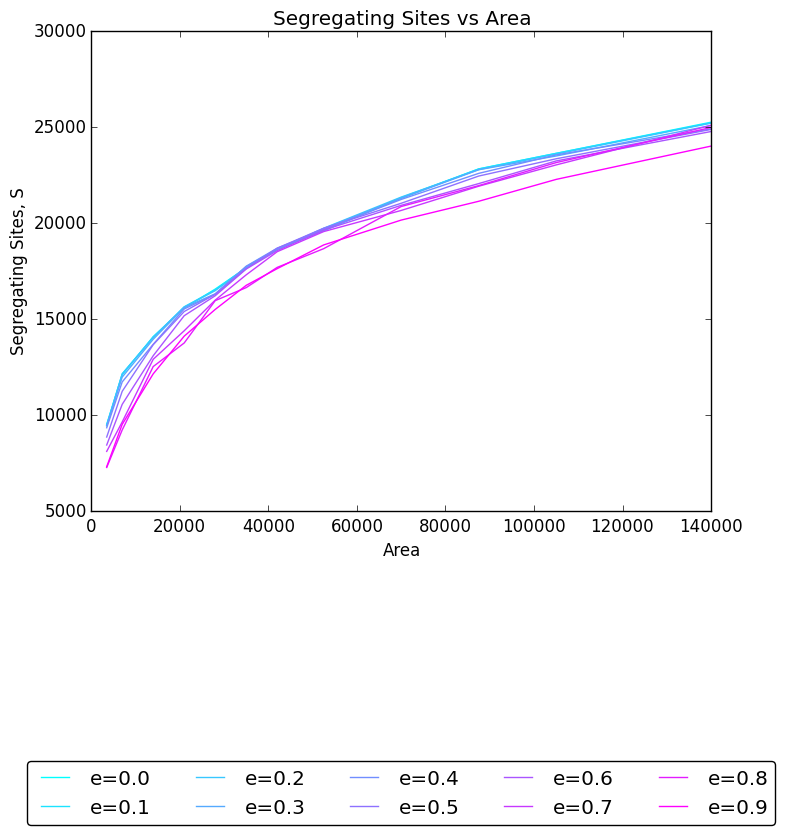 Segregating Sites vs Area
30000
25000
20000
15000
10000
5000
Segregating Sites, S
0 20000 40000 60000 80000 100000 120000 140000
Area
e=0.0 e=0.2 e=0.4 e=0.6 e=0.8
e=0.1 e=0.3 e=0.5 e=0.7 e=0.9